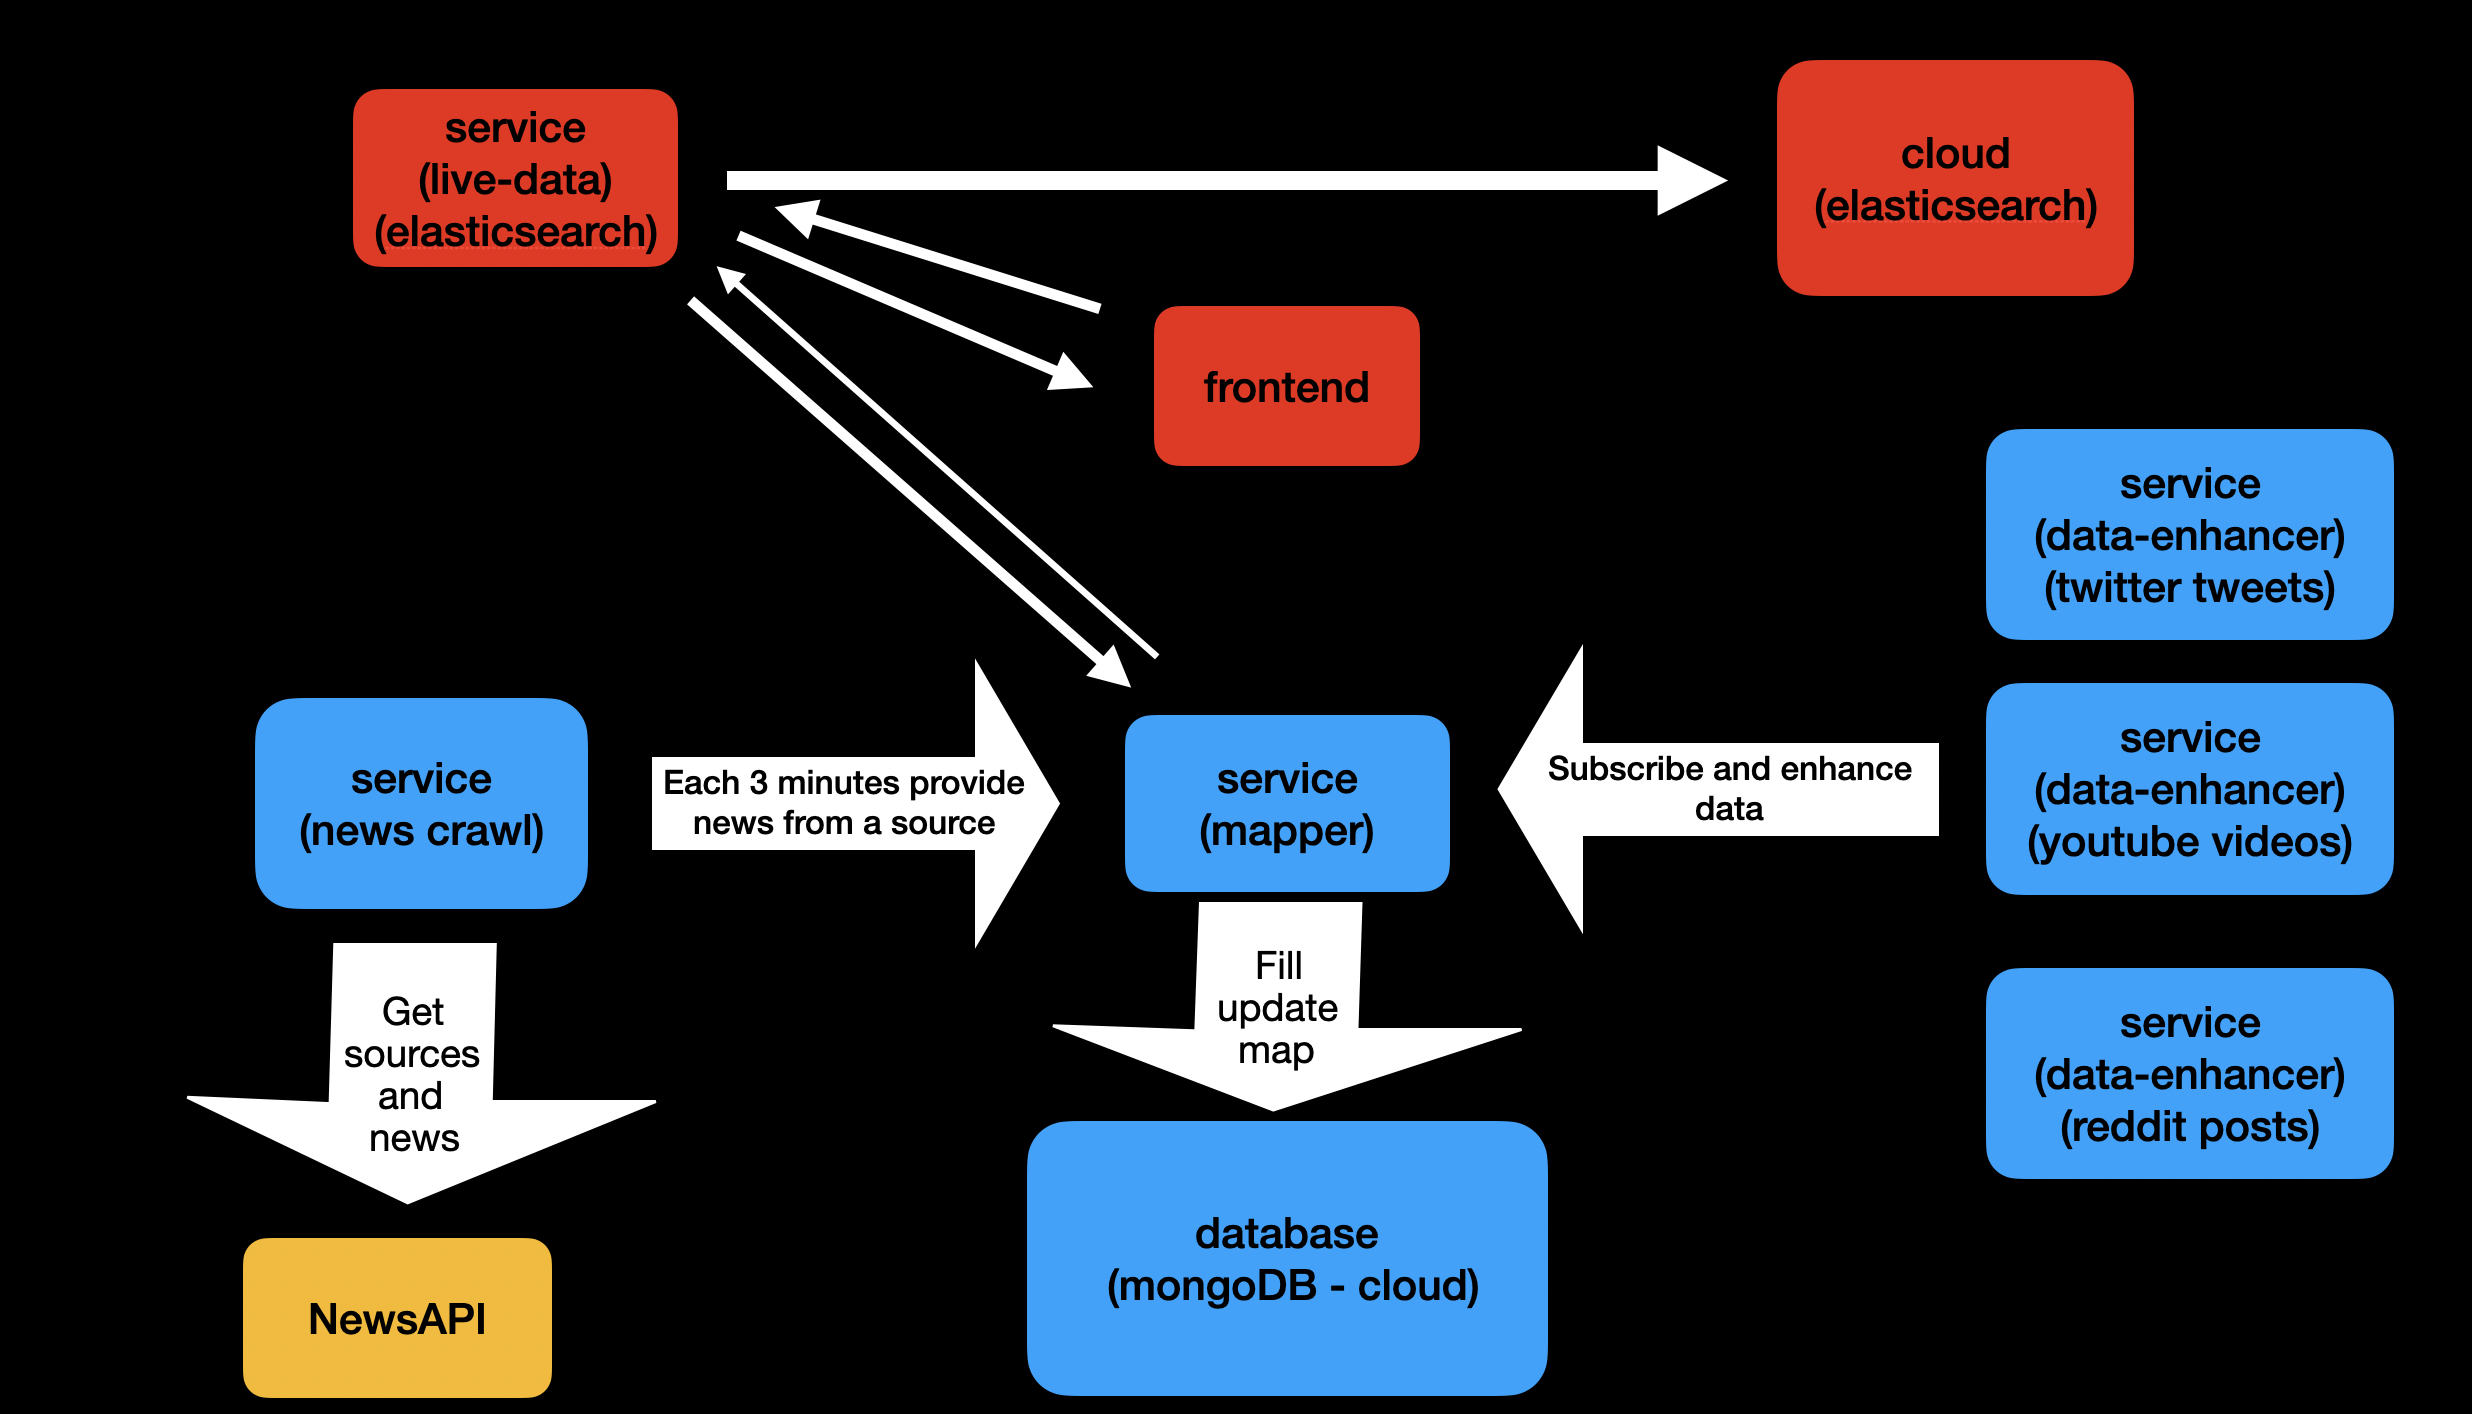 service
(live-data)
(elasticsearch)
cloud
(elasticsearch)
frontend
service
(data-enhancer)
(twitter tweets)
service
(news crawl)
Each 3 minutes provide
news from a source
service
(mapper)
Subscribe and enhance
data
service
(data-enhancer)
(youtube videos)
Get
sources
and
news
Fill
update
map
service
(data-enhancer)
(reddit posts)
NewsAPI
database
(mongoDB - cloud)